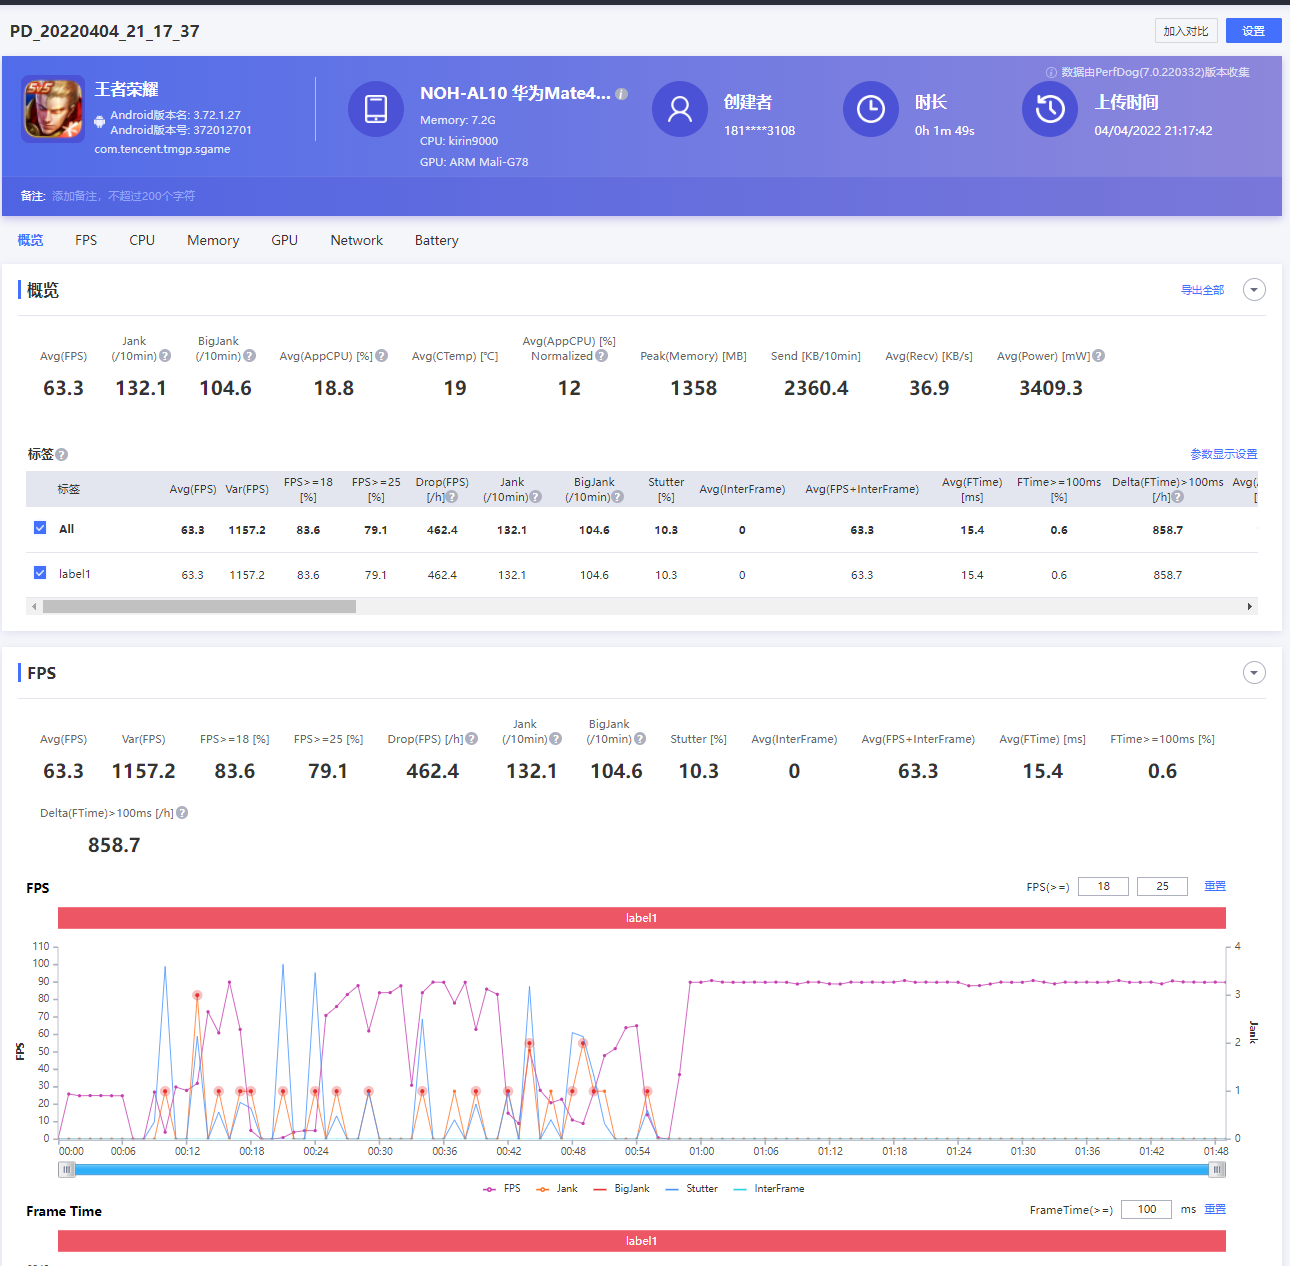 PD_20220404_21_17_37
加入对比
设置
数据由PerfDog(7.0.220332)版本收集
5V5
王者荣耀
Android版本名: 3.72.1.27
Android版本号: 372012701
com.tencent.tmgp.sgame
NOH-AL10 华为Mate4...
Memory: 7.2G
CPU: kirin9000
GPU: ARM Mali-G78
创建者
181****3108
时长
0h 1m 49s
上传时间
04/04/2022 21:17:42
备注: 添加备注，不超过200个字符
概览 FPS CPU Memory GPU Network Battery
概览
导出全部
Avg(FPS) Jank (/10min) BigJank (/10min) Avg(AppCPU) [%] Avg(CTemp) [℃] Avg(AppCPU) [%] Normalized Peak(Memory) [MB] Send [KB/10min] Avg(Recv) [KB/s] Avg(Power) [mW]
63.3 132.1 104.6 18.8 19 12 1358 2360.4 36.9 3409.3
标签
参数显示设置
标签 Avg(FPS) Var(FPS) FPS>=18 [%] FPS>=25 [%] Drop(FPS) [/h] Jank (/10min) BigJank (/10min) Stutter [%] Avg(InterFrame) Avg(FPS+InterFrame) Avg(FTime) [ms] FTime>=100ms [%] Delta(FTime)>100ms [/h]
All 63.3 1157.2 83.6 79.1 462.4 132.1 104.6 10.3 0 63.3 15.4 0.6 858.7
label1 63.3 1157.2 83.6 79.1 462.4 132.1 104.6 10.3 0 63.3 15.4 0.6 858.7
FPS
Avg(FPS) Var(FPS) FPS>=18 [%] FPS>=25 [%] Drop(FPS) [/h] Jank (/10min) BigJank (/10min) Stutter [%] Avg(InterFrame) Avg(FPS+InterFrame) Avg(FTime) [ms] FTime>=100ms [%]
63.3 1157.2 83.6 79.1 462.4 132.1 104.6 10.3 0 63.3 15.4 0.6
Delta(FTime)>100ms [/h]
858.7
FPS
FPS(>=) 18 25 重置
label1
110
100
90
80
70
60
50
40
30
20
10
0
FPS
4
3
2
1
0
Jank
00:00 00:06 00:12 00:18 00:24 00:30 00:36 00:42 00:48 00:54 01:00 01:06 01:12 01:18 01:24 01:30 01:36 01:42 01:48
FPS Jank BigJank Stutter InterFrame
Frame Time
FrameTime(>=) 100 ms 重置
label1